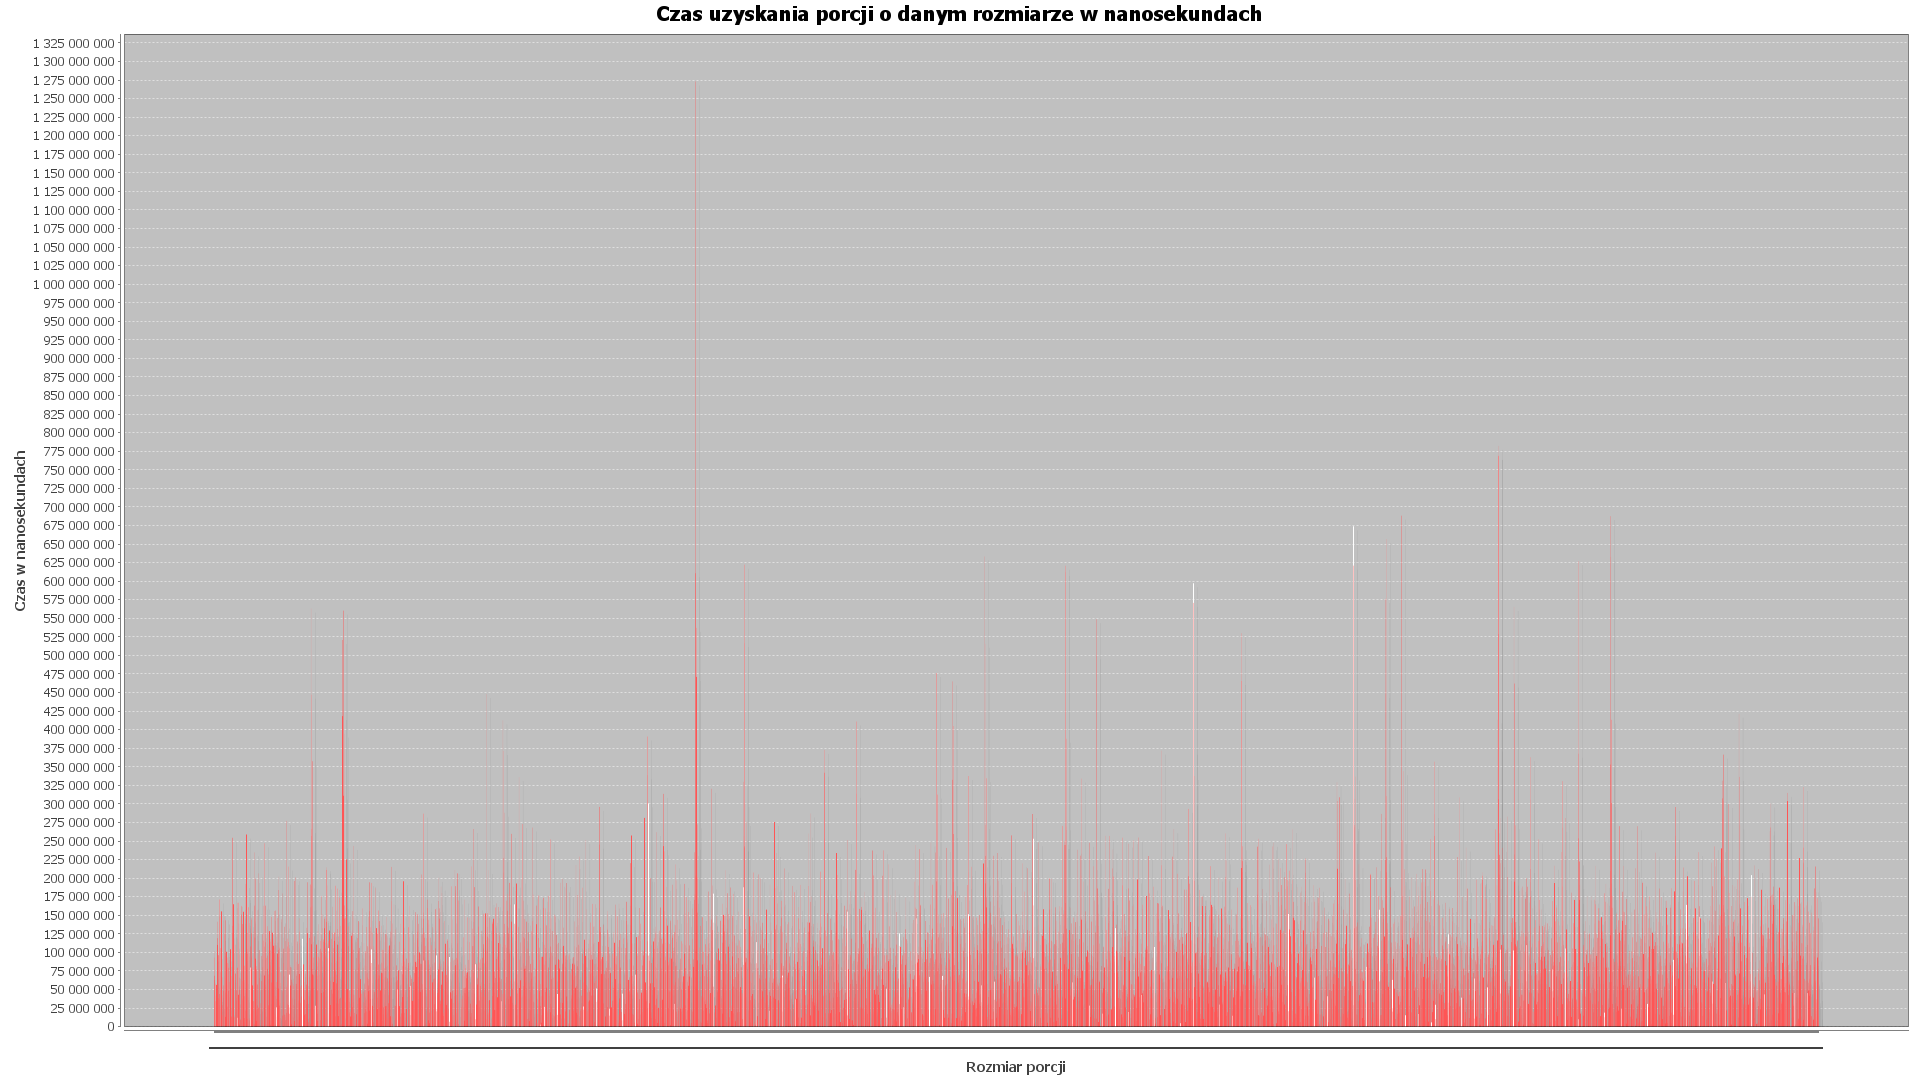 Czas uzyskania porcji o danym rozmiarze w nanosekundach
1 325 000 000
1 300 000 000
1 275 000 000
1 250 000 000
1 225 000 000
1 200 000 000
1 175 000 000
1 150 000 000
1 125 000 000
1 100 000 000
1 075 000 000
1 050 000 000
1 025 000 000
1 000 000 000
975 000 000
950 000 000
925 000 000
900 000 000
875 000 000
850 000 000
825 000 000
800 000 000
775 000 000
750 000 000
725 000 000
700 000 000
675 000 000
650 000 000
625 000 000
600 000 000
575 000 000
550 000 000
525 000 000
500 000 000
475 000 000
450 000 000
425 000 000
400 000 000
375 000 000
350 000 000
325 000 000
300 000 000
275 000 000
250 000 000
225 000 000
200 000 000
175 000 000
150 000 000
125 000 000
100 000 000
75 000 000
50 000 000
25 000 000
0
Czas w nanosekundach
Rozmiar porcji